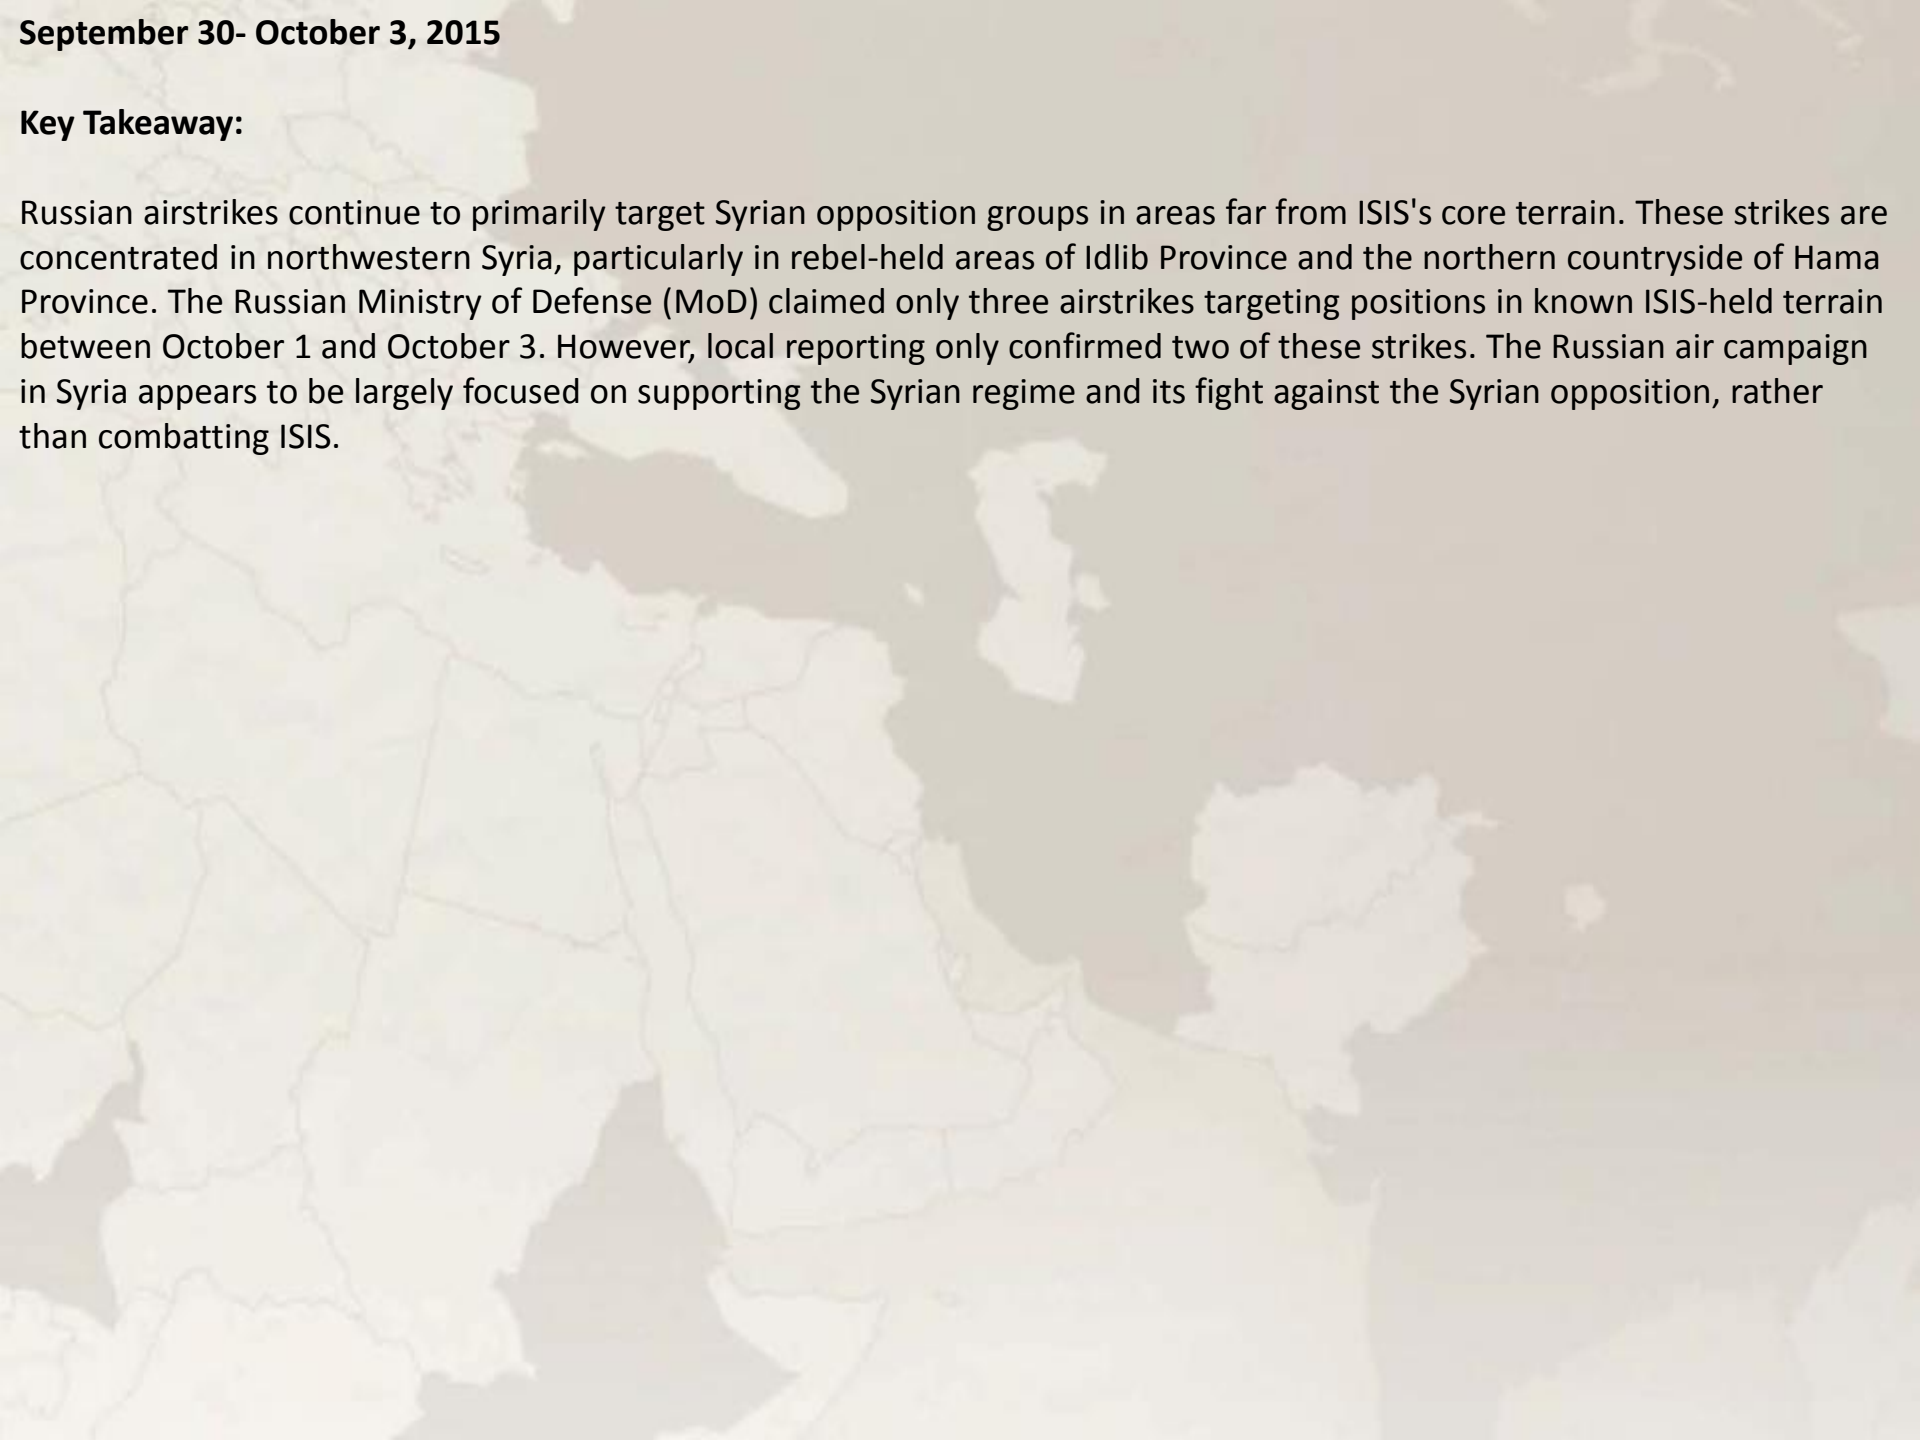 September 30- October 3, 2015
Key Takeaway:
Russian airstrikes continue to primarily target Syrian opposition groups in areas far from ISIS's core terrain. These strikes are
concentrated in northwestern Syria, particularly in rebel-held areas of Idlib Province and the northern countryside of Hama
Province. The Russian Ministry of Defense (MoD) claimed only three airstrikes targeting positions in known ISIS-held terrain
between October 1 and October 3. However, local reporting only confirmed two of these strikes. The Russian air campaign
in Syria appears to be largely focused on supporting the Syrian regime and its fight against the Syrian opposition, rather
than combatting ISIS.